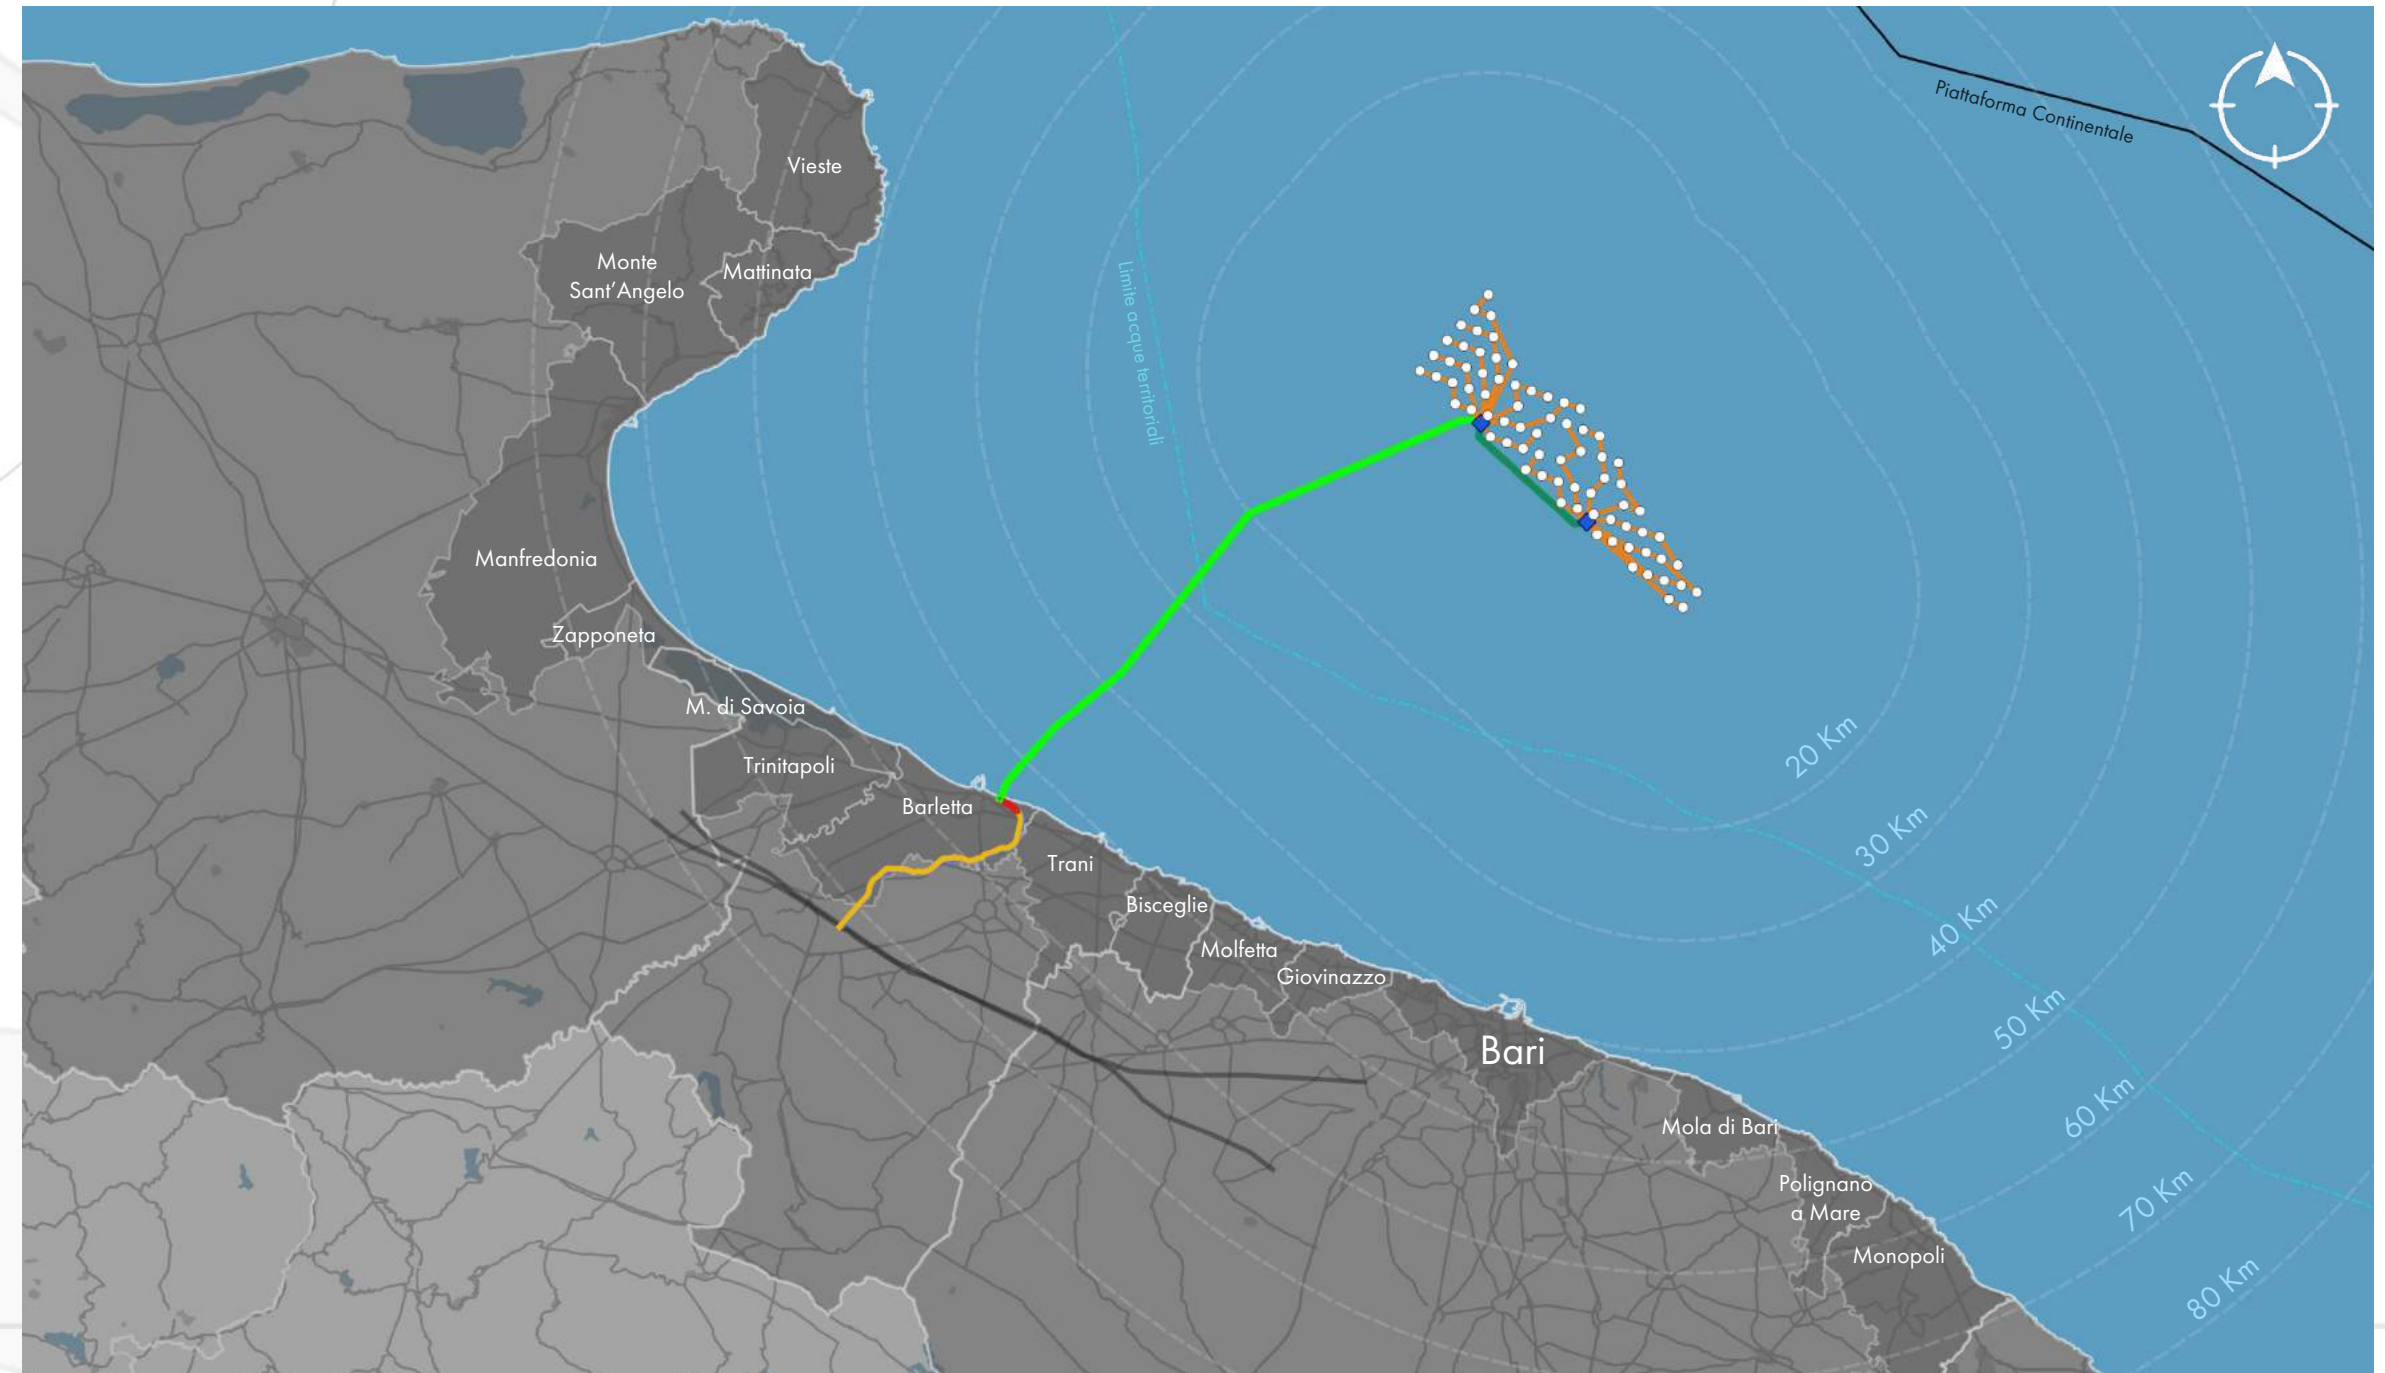 Piattaforma Continentale
Vieste
Monte
Sant'Angelo
Mattinata
Limite acque territoriali
Manfredonia
Zapponeta
M. di Savoia
Trinitapoli
Barletta
Trani
Bisceglie
Molfetta
Giovinazzo
Bari
Mola di Bari
Polignano
a Mare
Monopoli
20 Km
30 Km
40 Km
50 Km
60 Km
70 Km
80 Km